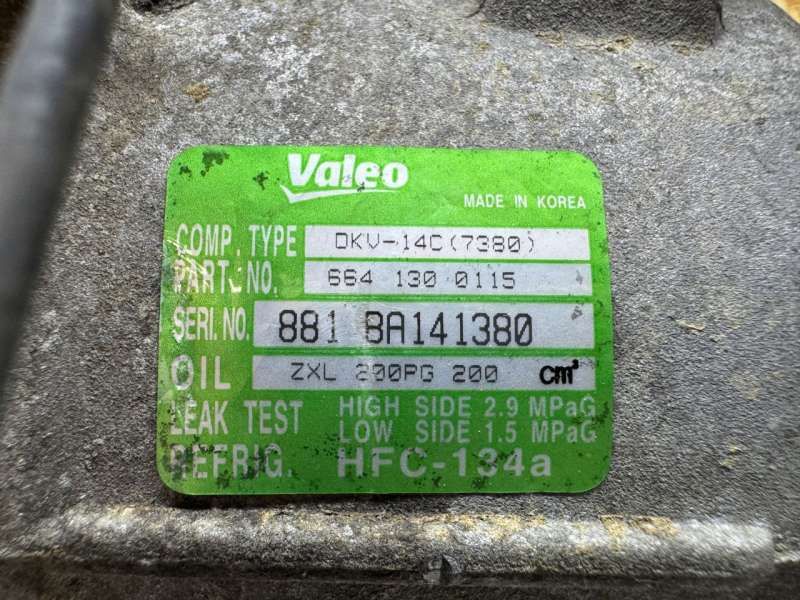 Valeo
MADE IN KOREA
COMP. TYPE DKV-14C(7380)
PART. NO. 664 130 0115
SERI. NO. 881 BA141380
OIL ZXL 200PG 200 cm³
LEAK TEST HIGH SIDE 2.9 MPaG
LOW SIDE 1.5 MPaG
REFRIG. HFC-134a